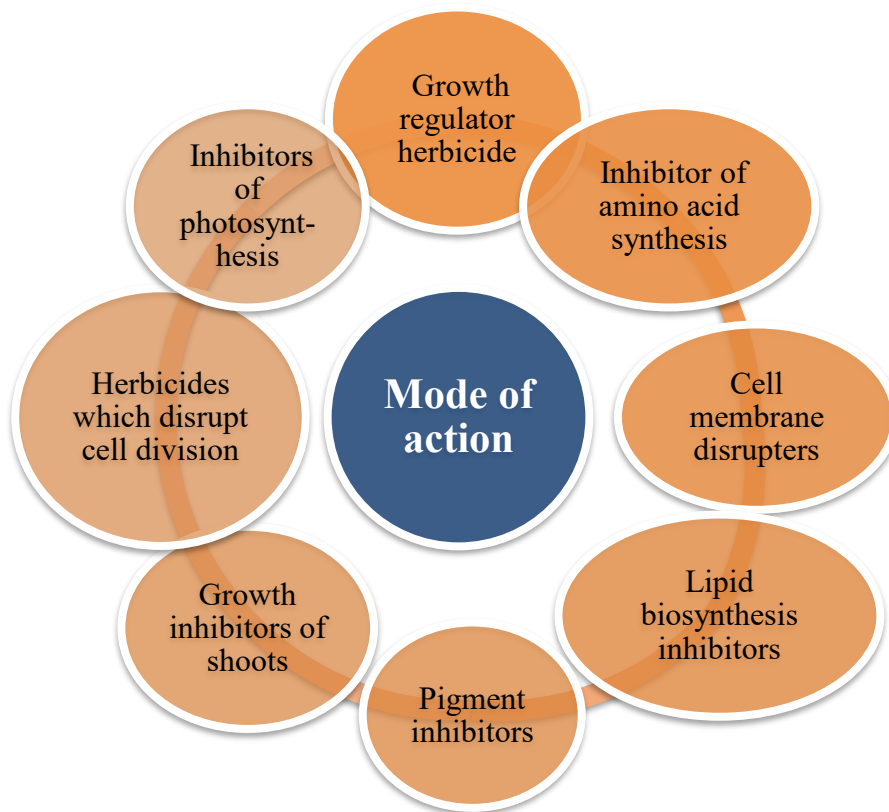 Growth
regulator
herbicide
Inhibitor of
amino acid
synthesis
Cell
membrane
disrupters
Lipid
biosynthesis
inhibitors
Pigment
inhibitors
Growth
inhibitors of
shoots
Herbicides
which disrupt
cell division
Inhibitors
of
photosynt-
hesis
Mode of
action